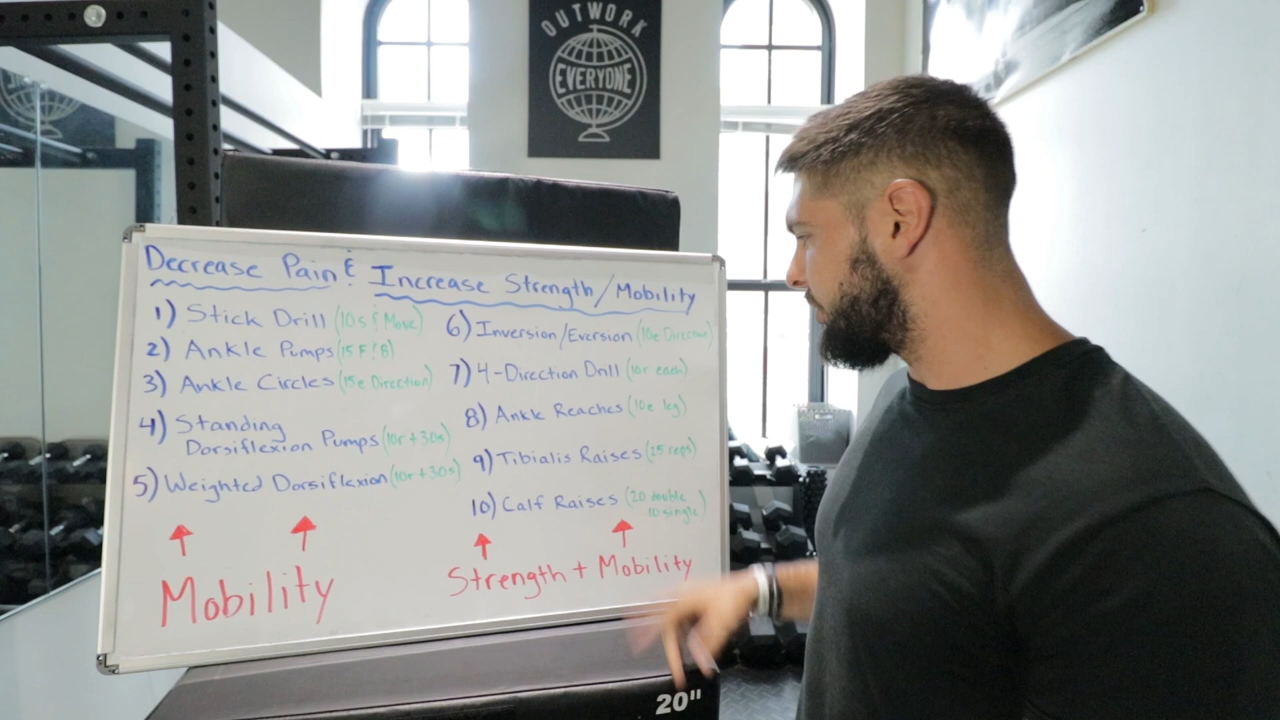 OUTWORK
EVERYONE
Decrease Pain & Increase Strength/Mobility
1) Stick Drill (10s & Move)
2) Ankle Pumps (15 F/B)
3) Ankle Circles (15e Direction)
4) Standing
Dorsiflexion Pumps (10r + 30s)
5) Weighted Dorsiflexion (10r + 30s)
Mobility
6) Inversion/Eversion (10e Direction)
7) 4-Direction Drill (10r each)
8) Ankle Reaches (10e leg)
9) Tibialis Raises (25 reps)
10) Calf Raises (20 double
10 single)
Strength + Mobility
20"